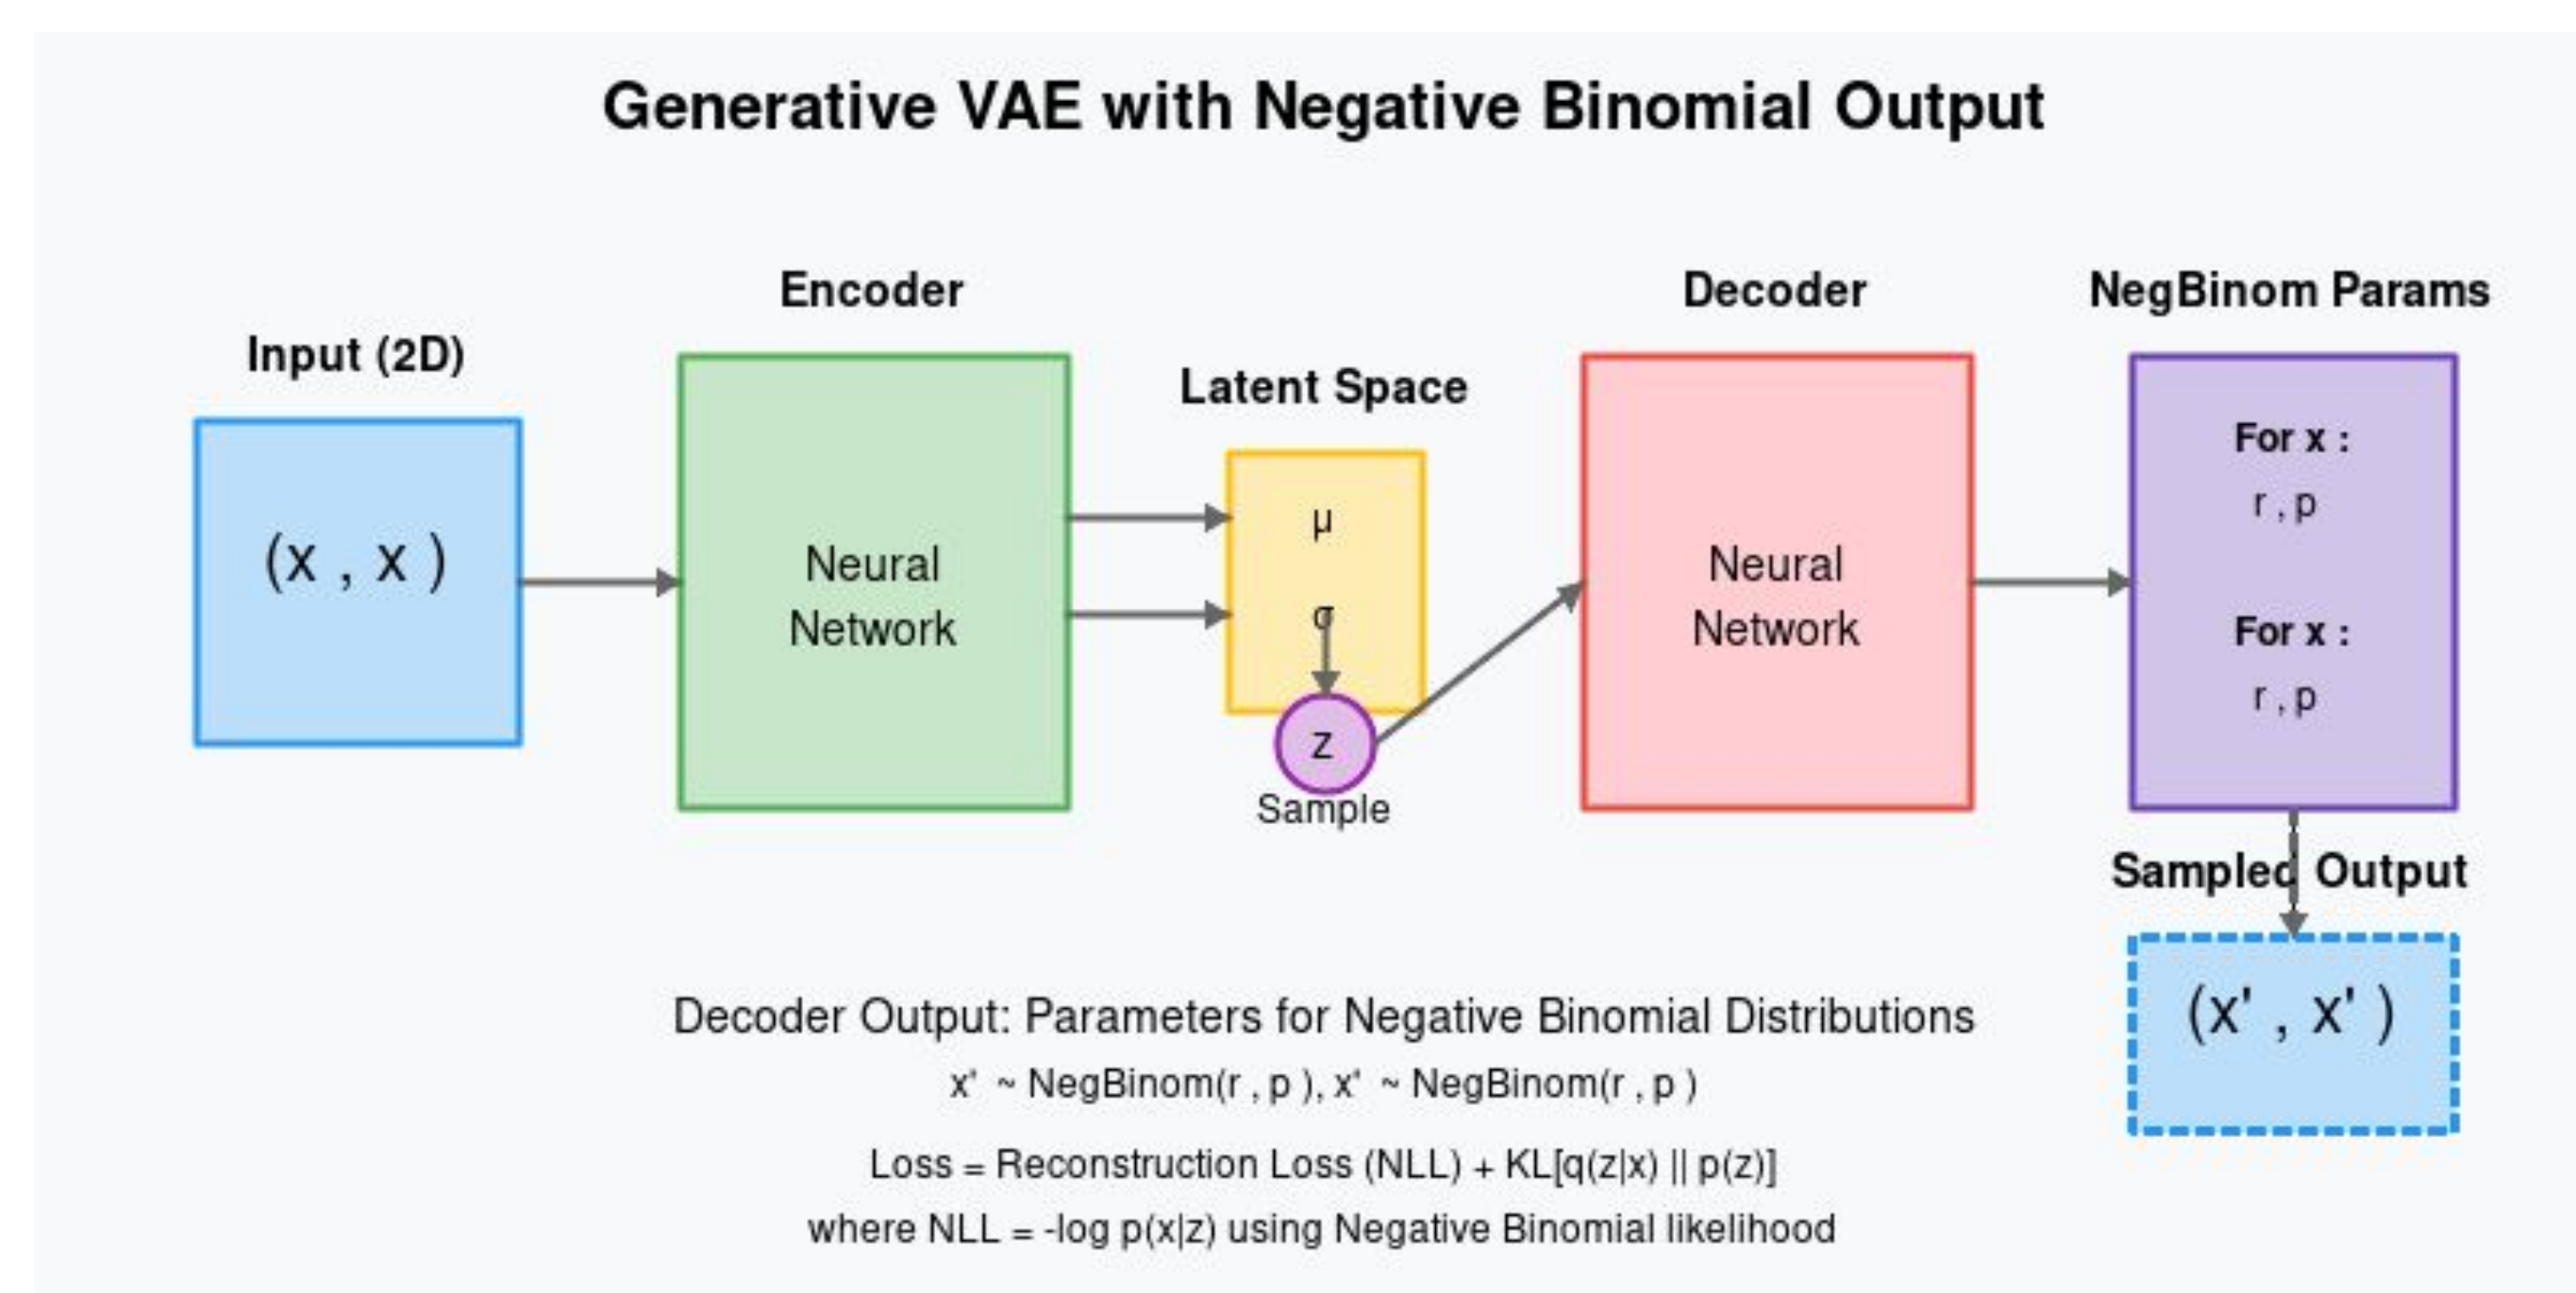 Generative VAE with Negative Binomial Output
Input (2D)
(x , x )
Encoder
Neural
Network
Latent Space
μ
σ
z
Sample
Decoder
Neural
Network
NegBinom Params
For x :
r , p
For x :
r , p
Sampled Output
(x' , x' )
Decoder Output: Parameters for Negative Binomial Distributions
x' ~ NegBinom(r , p ), x' ~ NegBinom(r , p )
Loss = Reconstruction Loss (NLL) + KL[q(z|x) || p(z)]
where NLL = -log p(x|z) using Negative Binomial likelihood